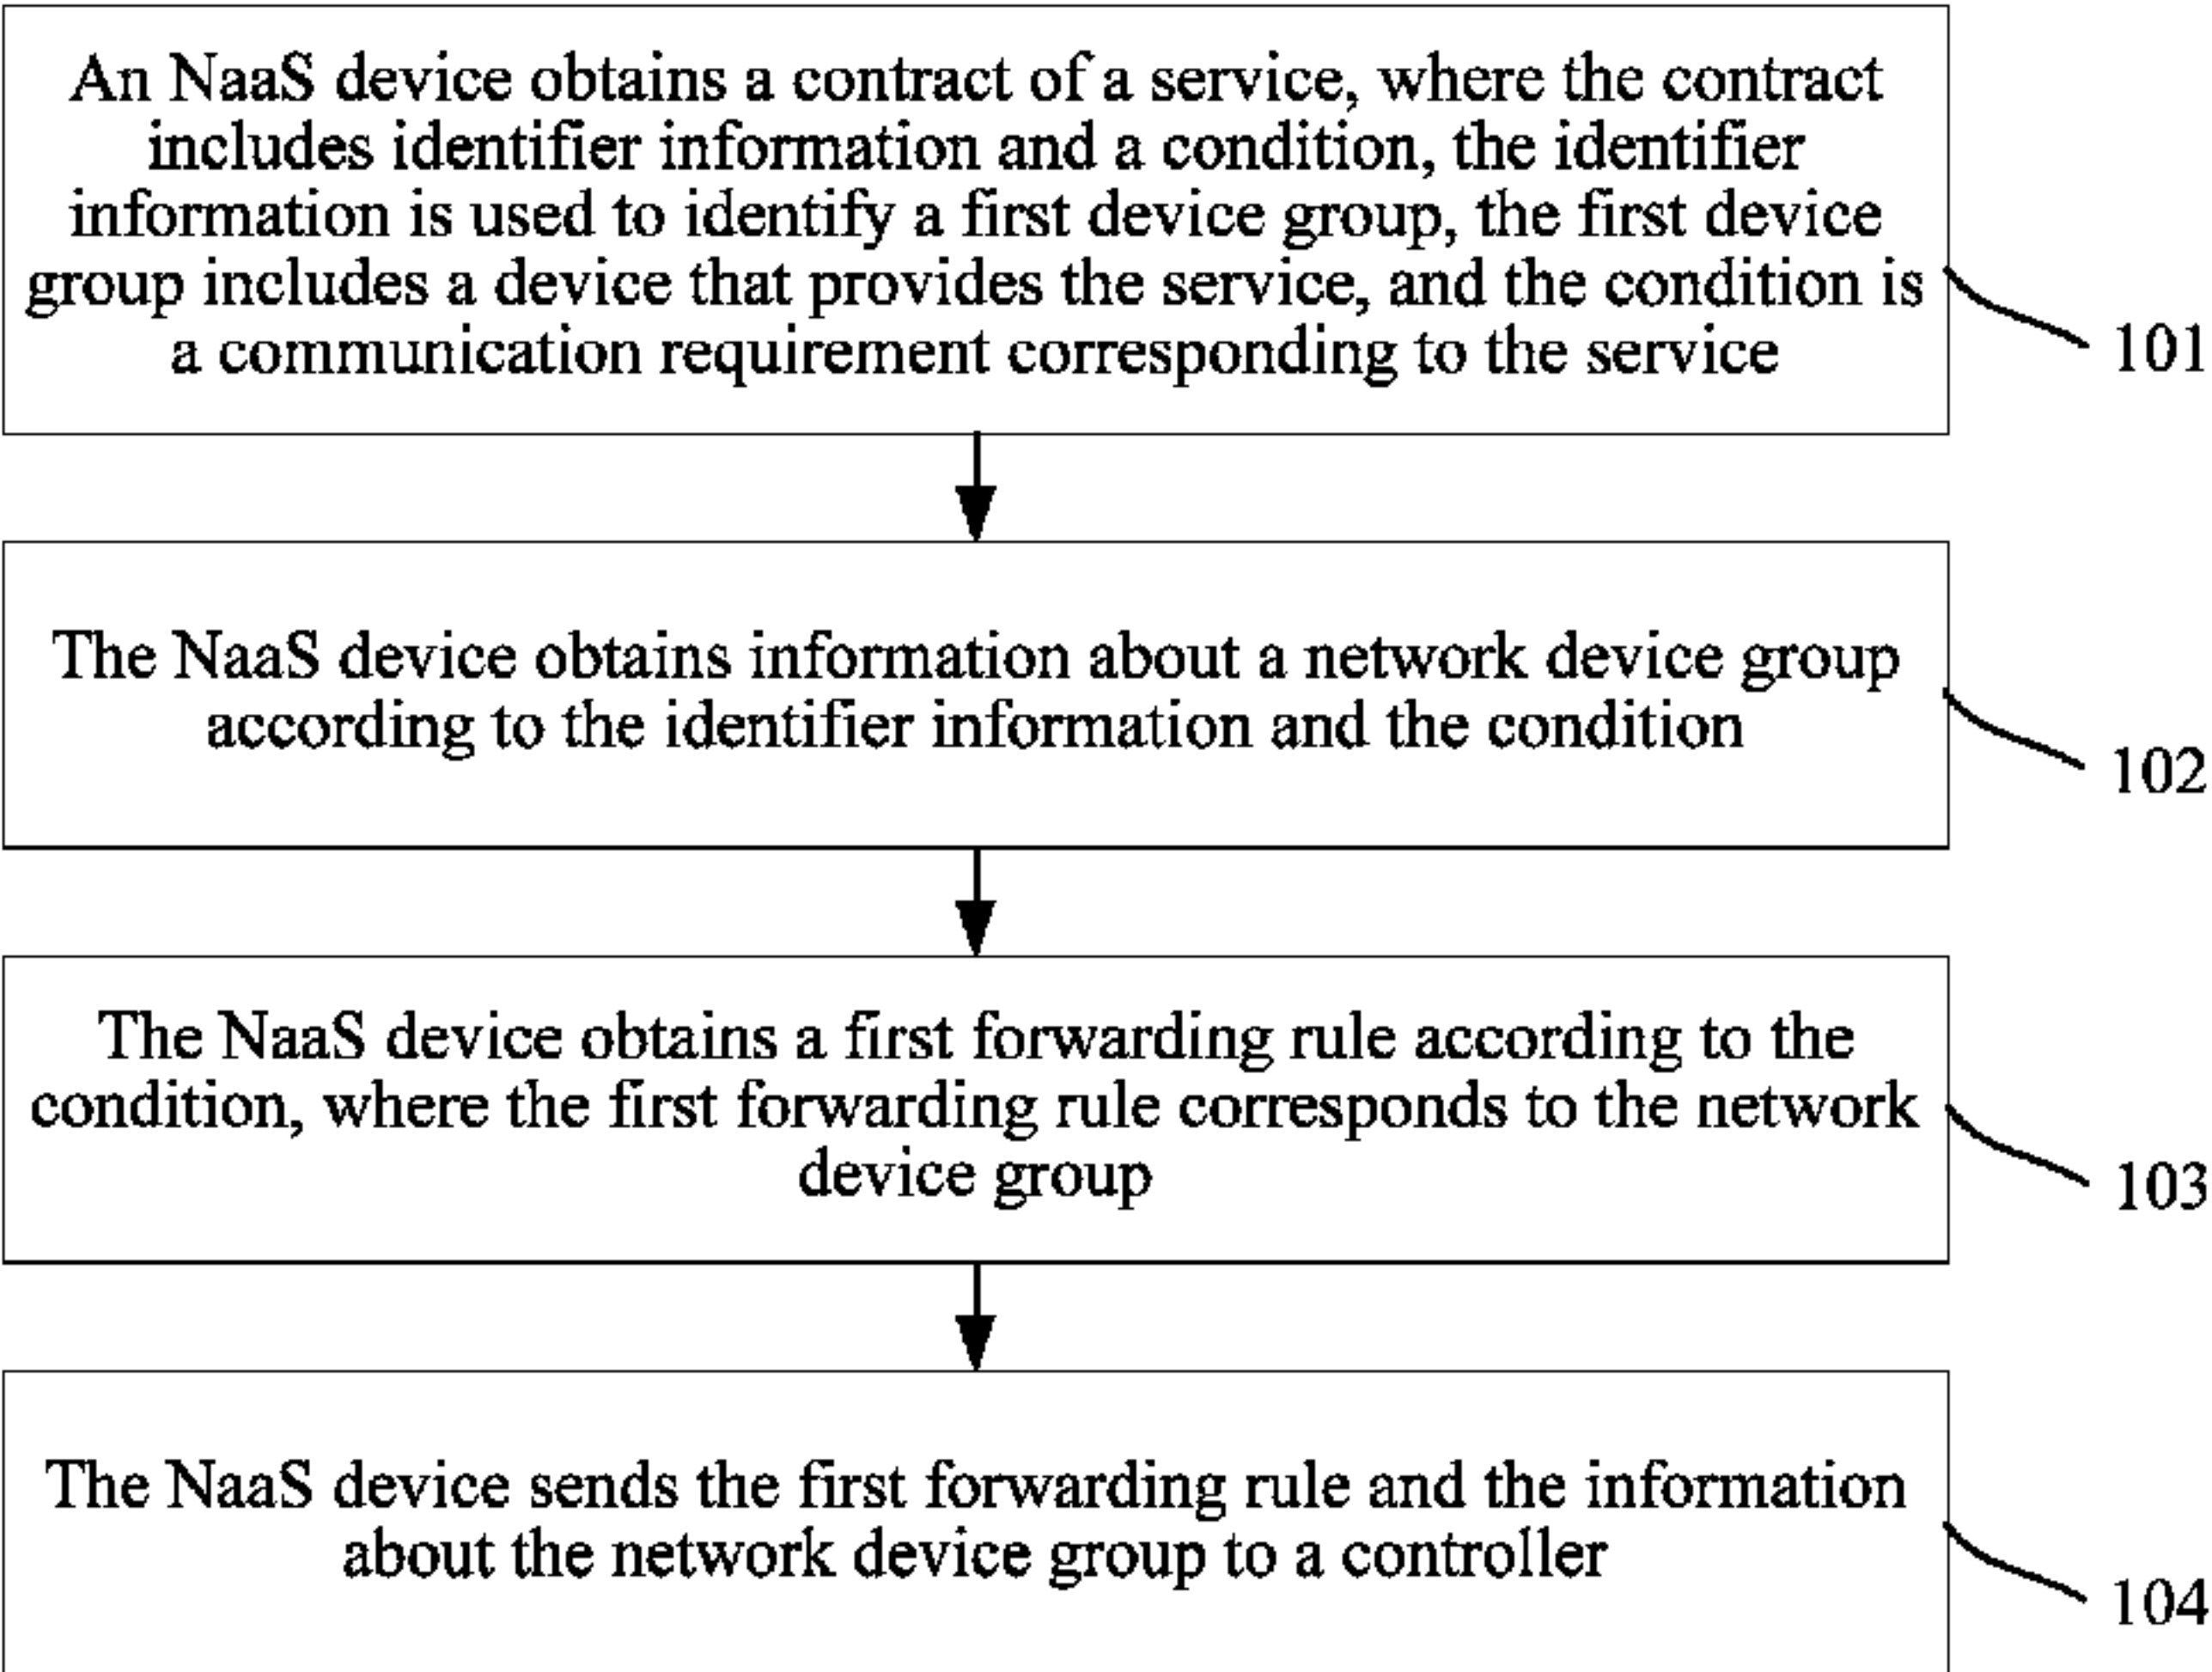 An NaaS device obtains a contract of a service, where the contract
includes identifier information and a condition, the identifier
information is used to identify a first device group, the first device
group includes a device that provides the service, and the condition is
a communication requirement corresponding to the service
101
The NaaS device obtains information about a network device group
according to the identifier information and the condition
102
The NaaS device obtains a first forwarding rule according to the
condition, where the first forwarding rule corresponds to the network
device group
103
The NaaS device sends the first forwarding rule and the information
about the network device group to a controller
104